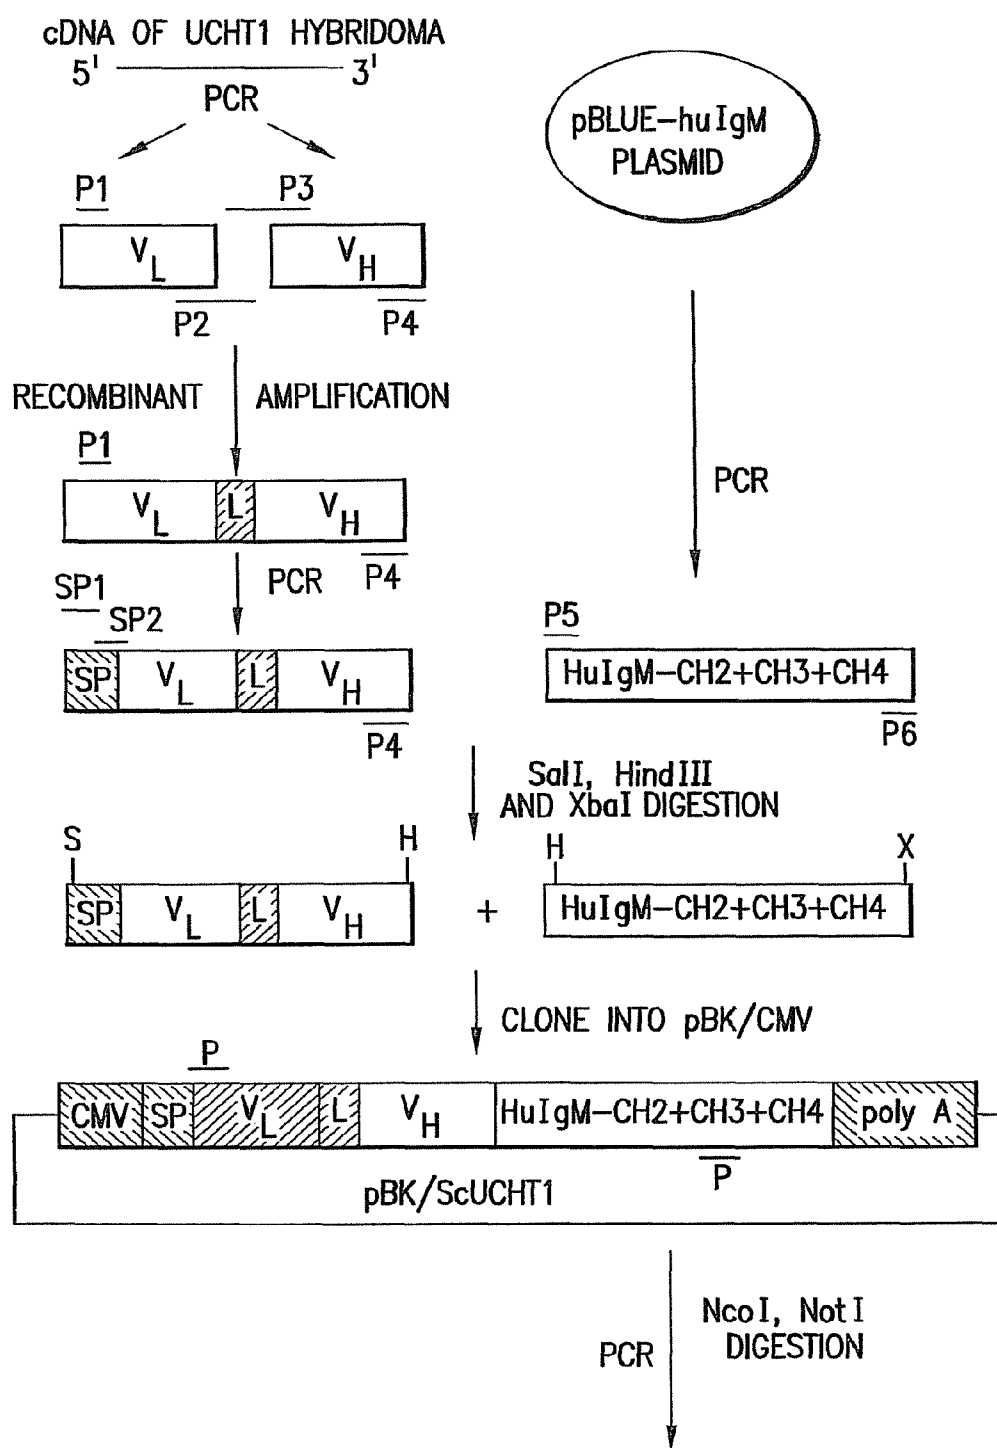 cDNA OF UCHT1 HYBRIDOMA
5' 3'
PCR
P1 P3
VL VH
P2 P4
RECOMBINANT AMPLIFICATION
P1
VL L VH
PCR P4
SP1
SP2
SP VL L VH
P4
pBLUE-huIgM
PLASMID
PCR
P5
HuIgM-CH2+CH3+CH4
P6
SalI, HindIII
AND XbaI DIGESTION
S H
SP VL L VH
+
H X
HuIgM-CH2+CH3+CH4
CLONE INTO pBK/CMV
P
CMV SP VL L VH HuIgM-CH2+CH3+CH4 poly A
P
pBK/ScUCHT1
NcoI, NotI
DIGESTION
PCR